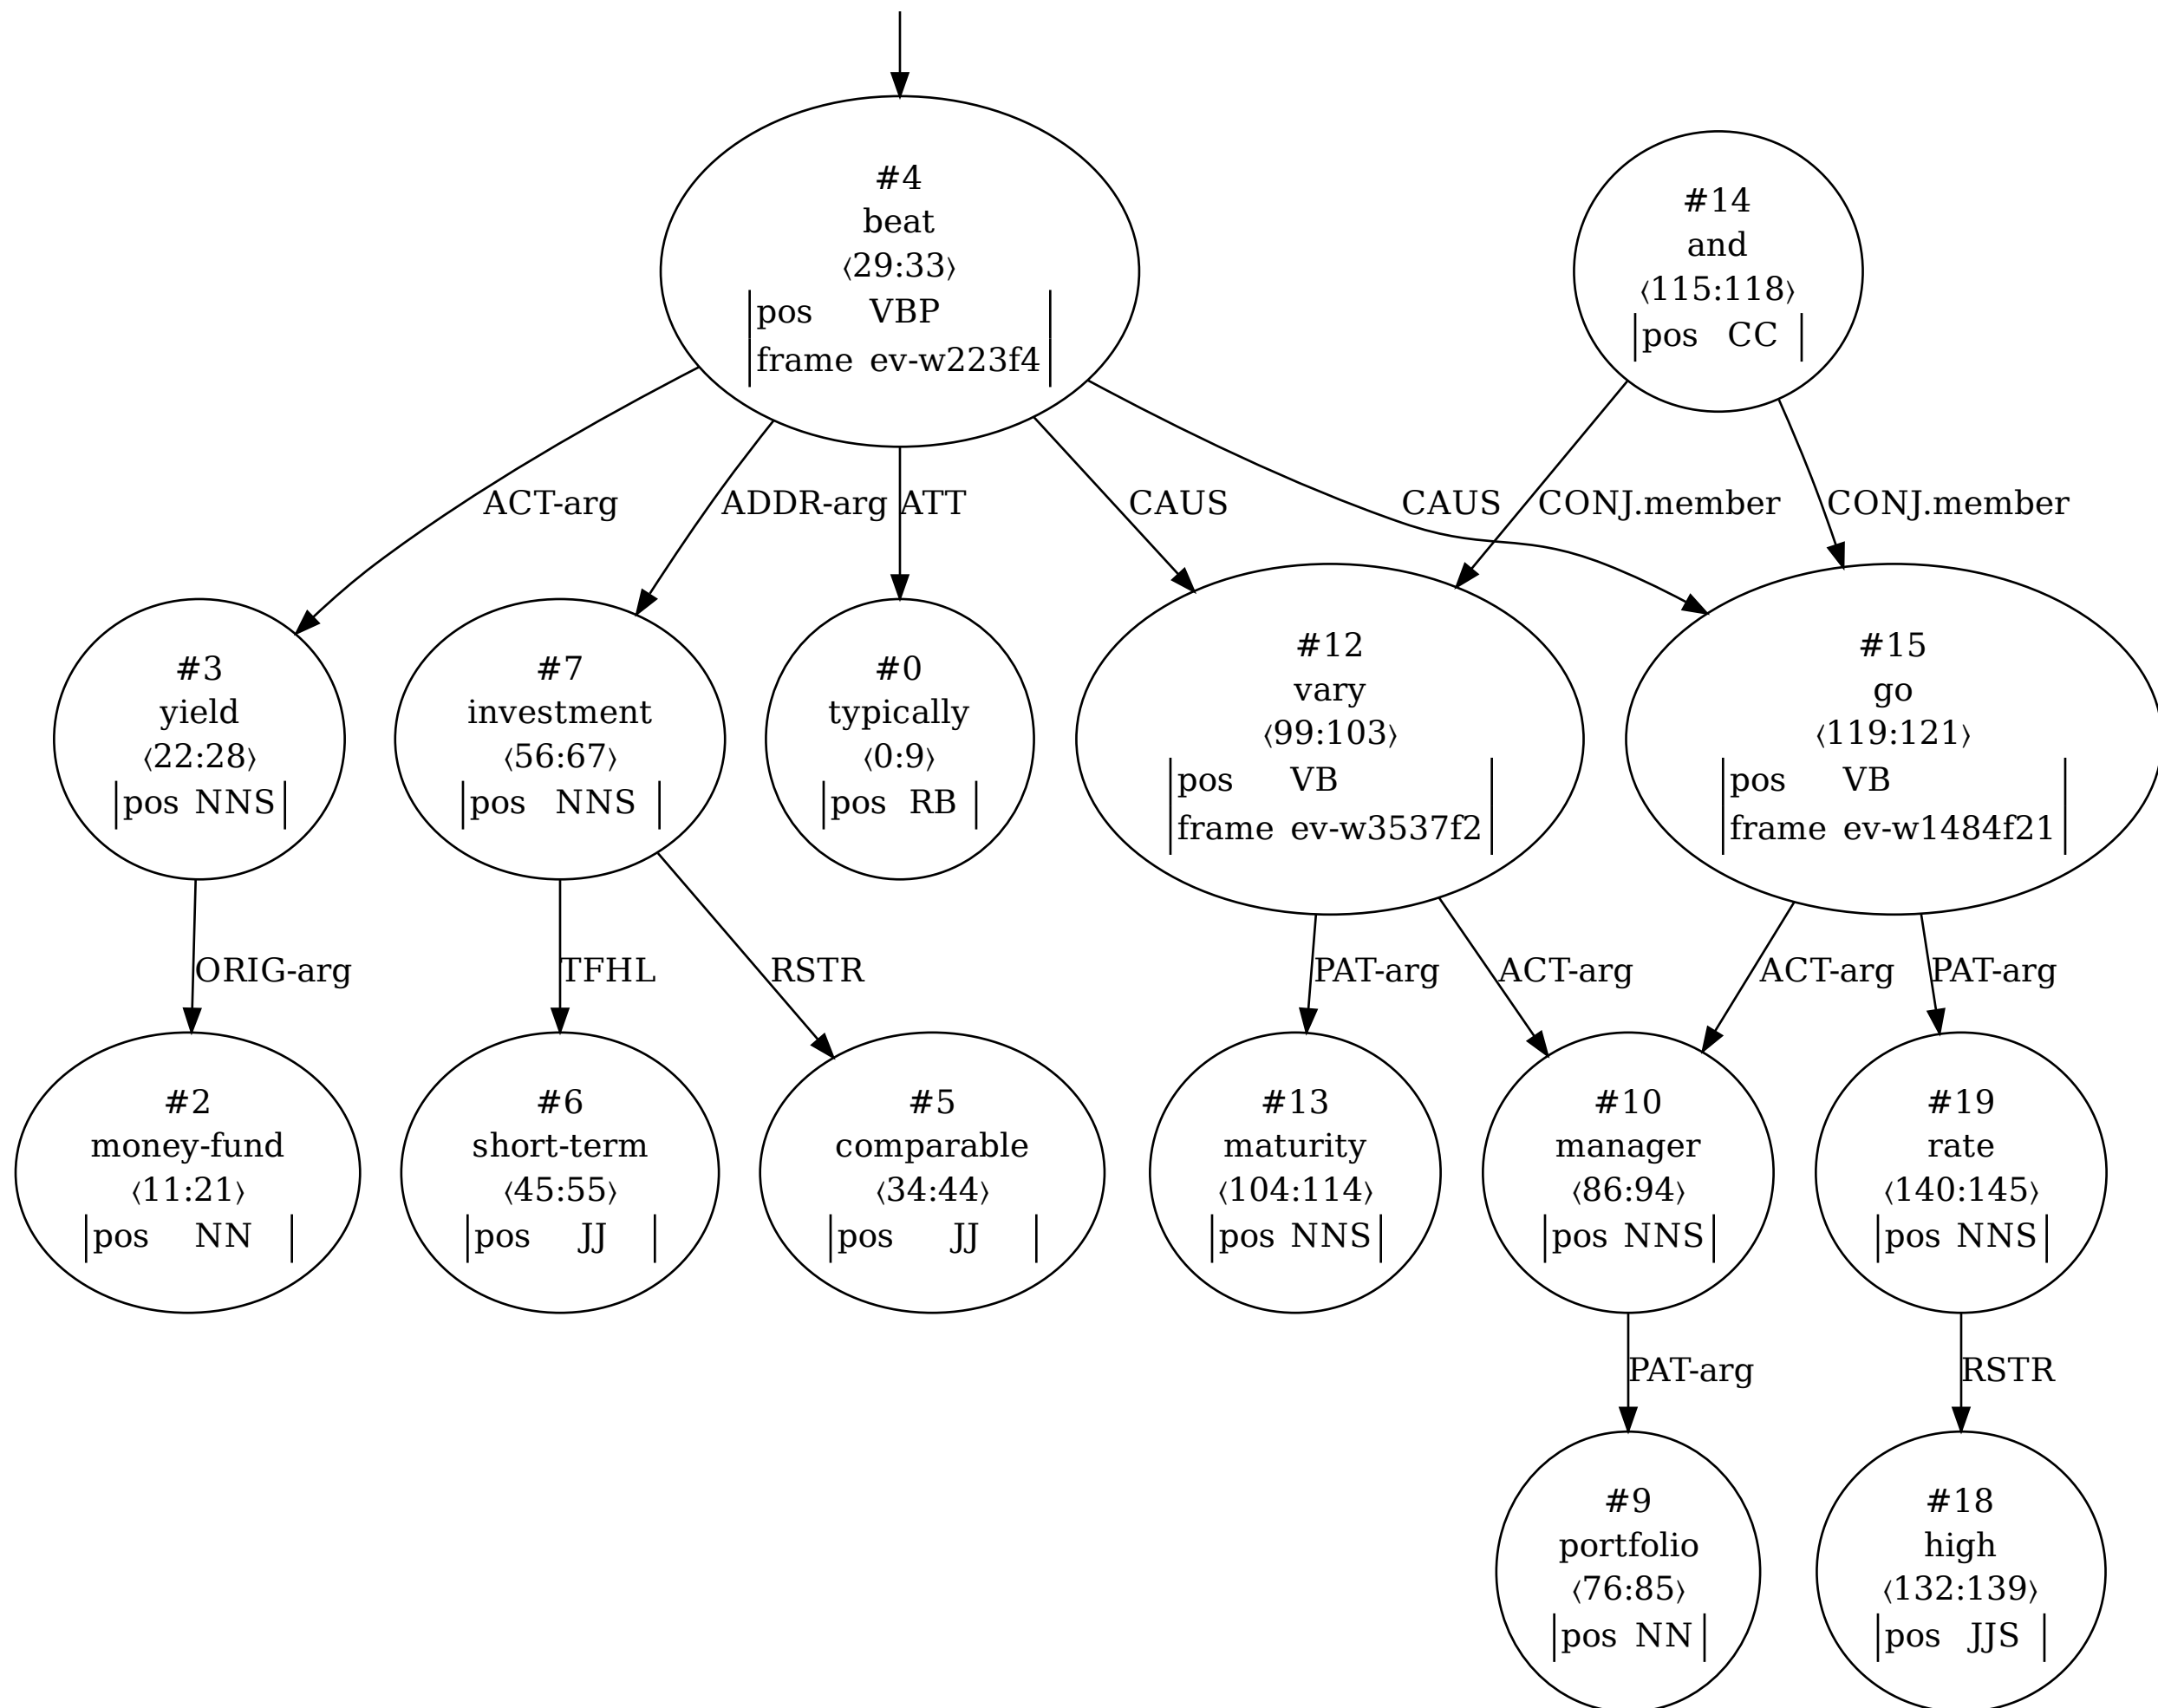 #4
beat
⟨29:33⟩
pos VBP
frame ev-w223f4
#14
and
⟨115:118⟩
pos CC
ACT-arg
ADDR-arg
ATT
CAUS
CAUS
CONJ.member
CONJ.member
#3
yield
⟨22:28⟩
pos NNS
#7
investment
⟨56:67⟩
pos NNS
#0
typically
⟨0:9⟩
pos RB
#12
vary
⟨99:103⟩
pos VB
frame ev-w3537f2
#15
go
⟨119:121⟩
pos VB
frame ev-w1484f21
ORIG-arg
TFHL
RSTR
PAT-arg
ACT-arg
ACT-arg
PAT-arg
#2
money-fund
⟨11:21⟩
pos NN
#6
short-term
⟨45:55⟩
pos JJ
#5
comparable
⟨34:44⟩
pos JJ
#13
maturity
⟨104:114⟩
pos NNS
#10
manager
⟨86:94⟩
pos NNS
#19
rate
⟨140:145⟩
pos NNS
PAT-arg
RSTR
#9
portfolio
⟨76:85⟩
pos NN
#18
high
⟨132:139⟩
pos JJS